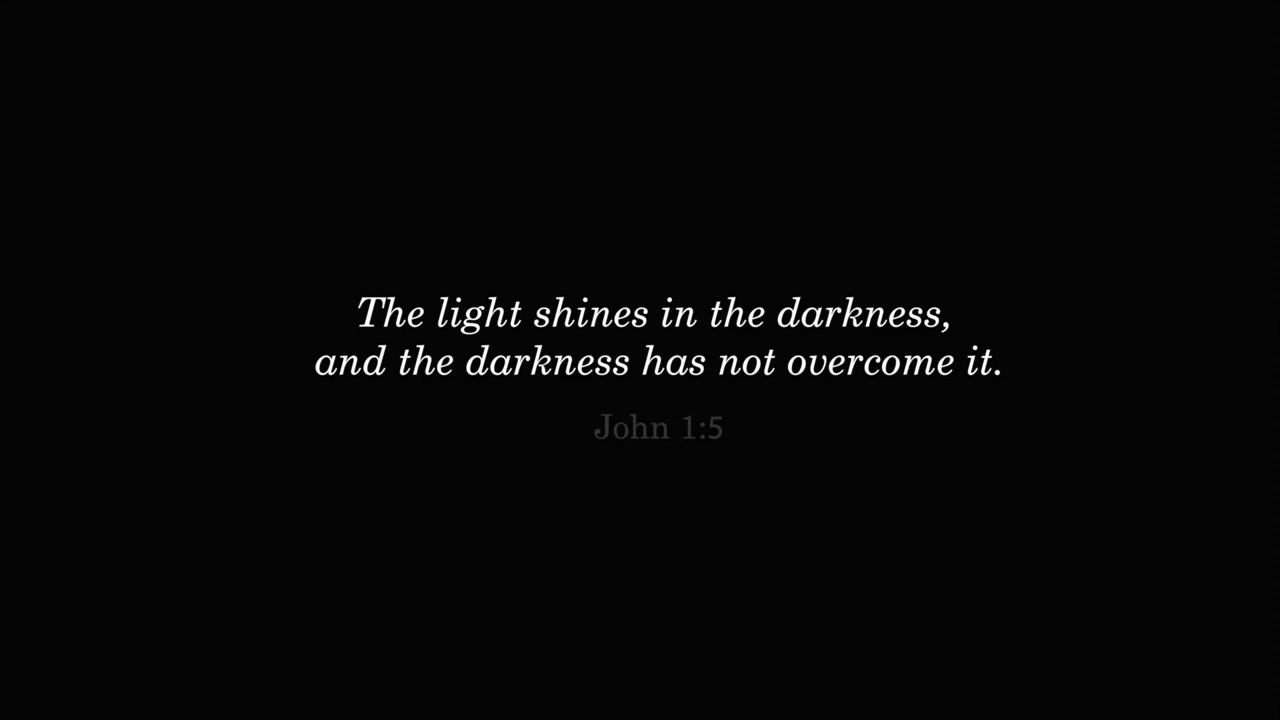 The light shines in the darkness,
and the darkness has not overcome it.
John 1:5